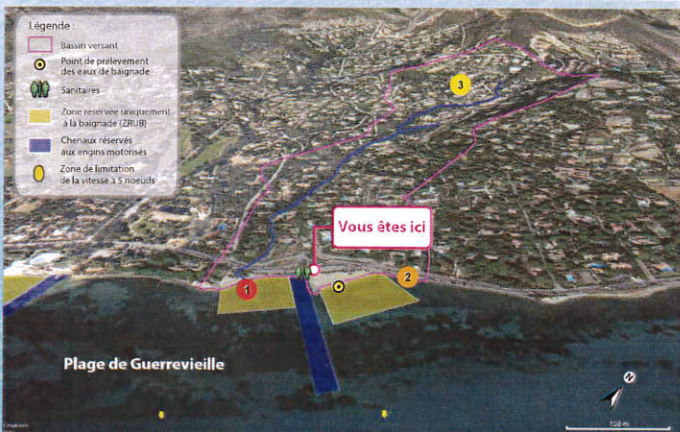 Légende :
Bassin versant
Point de prélèvement
des eaux de baignade
Sanitaires
Zone réservée uniquement
à la baignade (ZRUB)
Chenaux réservés
aux engins motorisés
Zone de limitation
de la vitesse à 5 noeuds
3
Vous êtes ici
1
2
Plage de Guerrevieille
N
100 m